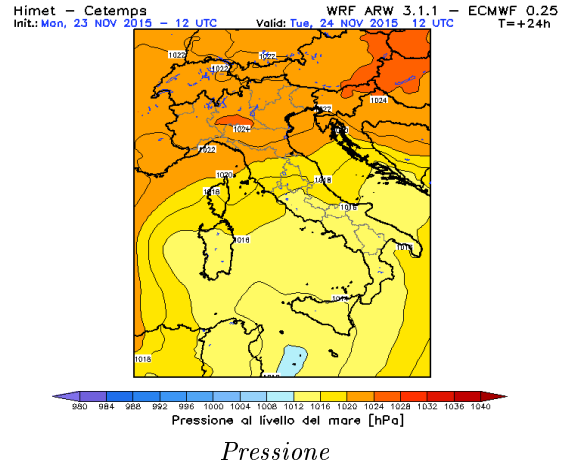 Himet – Cetemps WRF ARW 3.1.1 – ECMWF 0.25
Init.: Mon, 23 NOV 2015 – 12 UTC Valid: Tue, 24 NOV 2015 12 UTC T=+24h
1022 1022
1022
1024
1022
1024
1022
1020
1018
1018
1016
1016
1018
1018
980 984 988 992 996 1000 1004 1008 1012 1016 1020 1024 1028 1032 1036 1040
Pressione al livello del mare [hPa]
Pressione